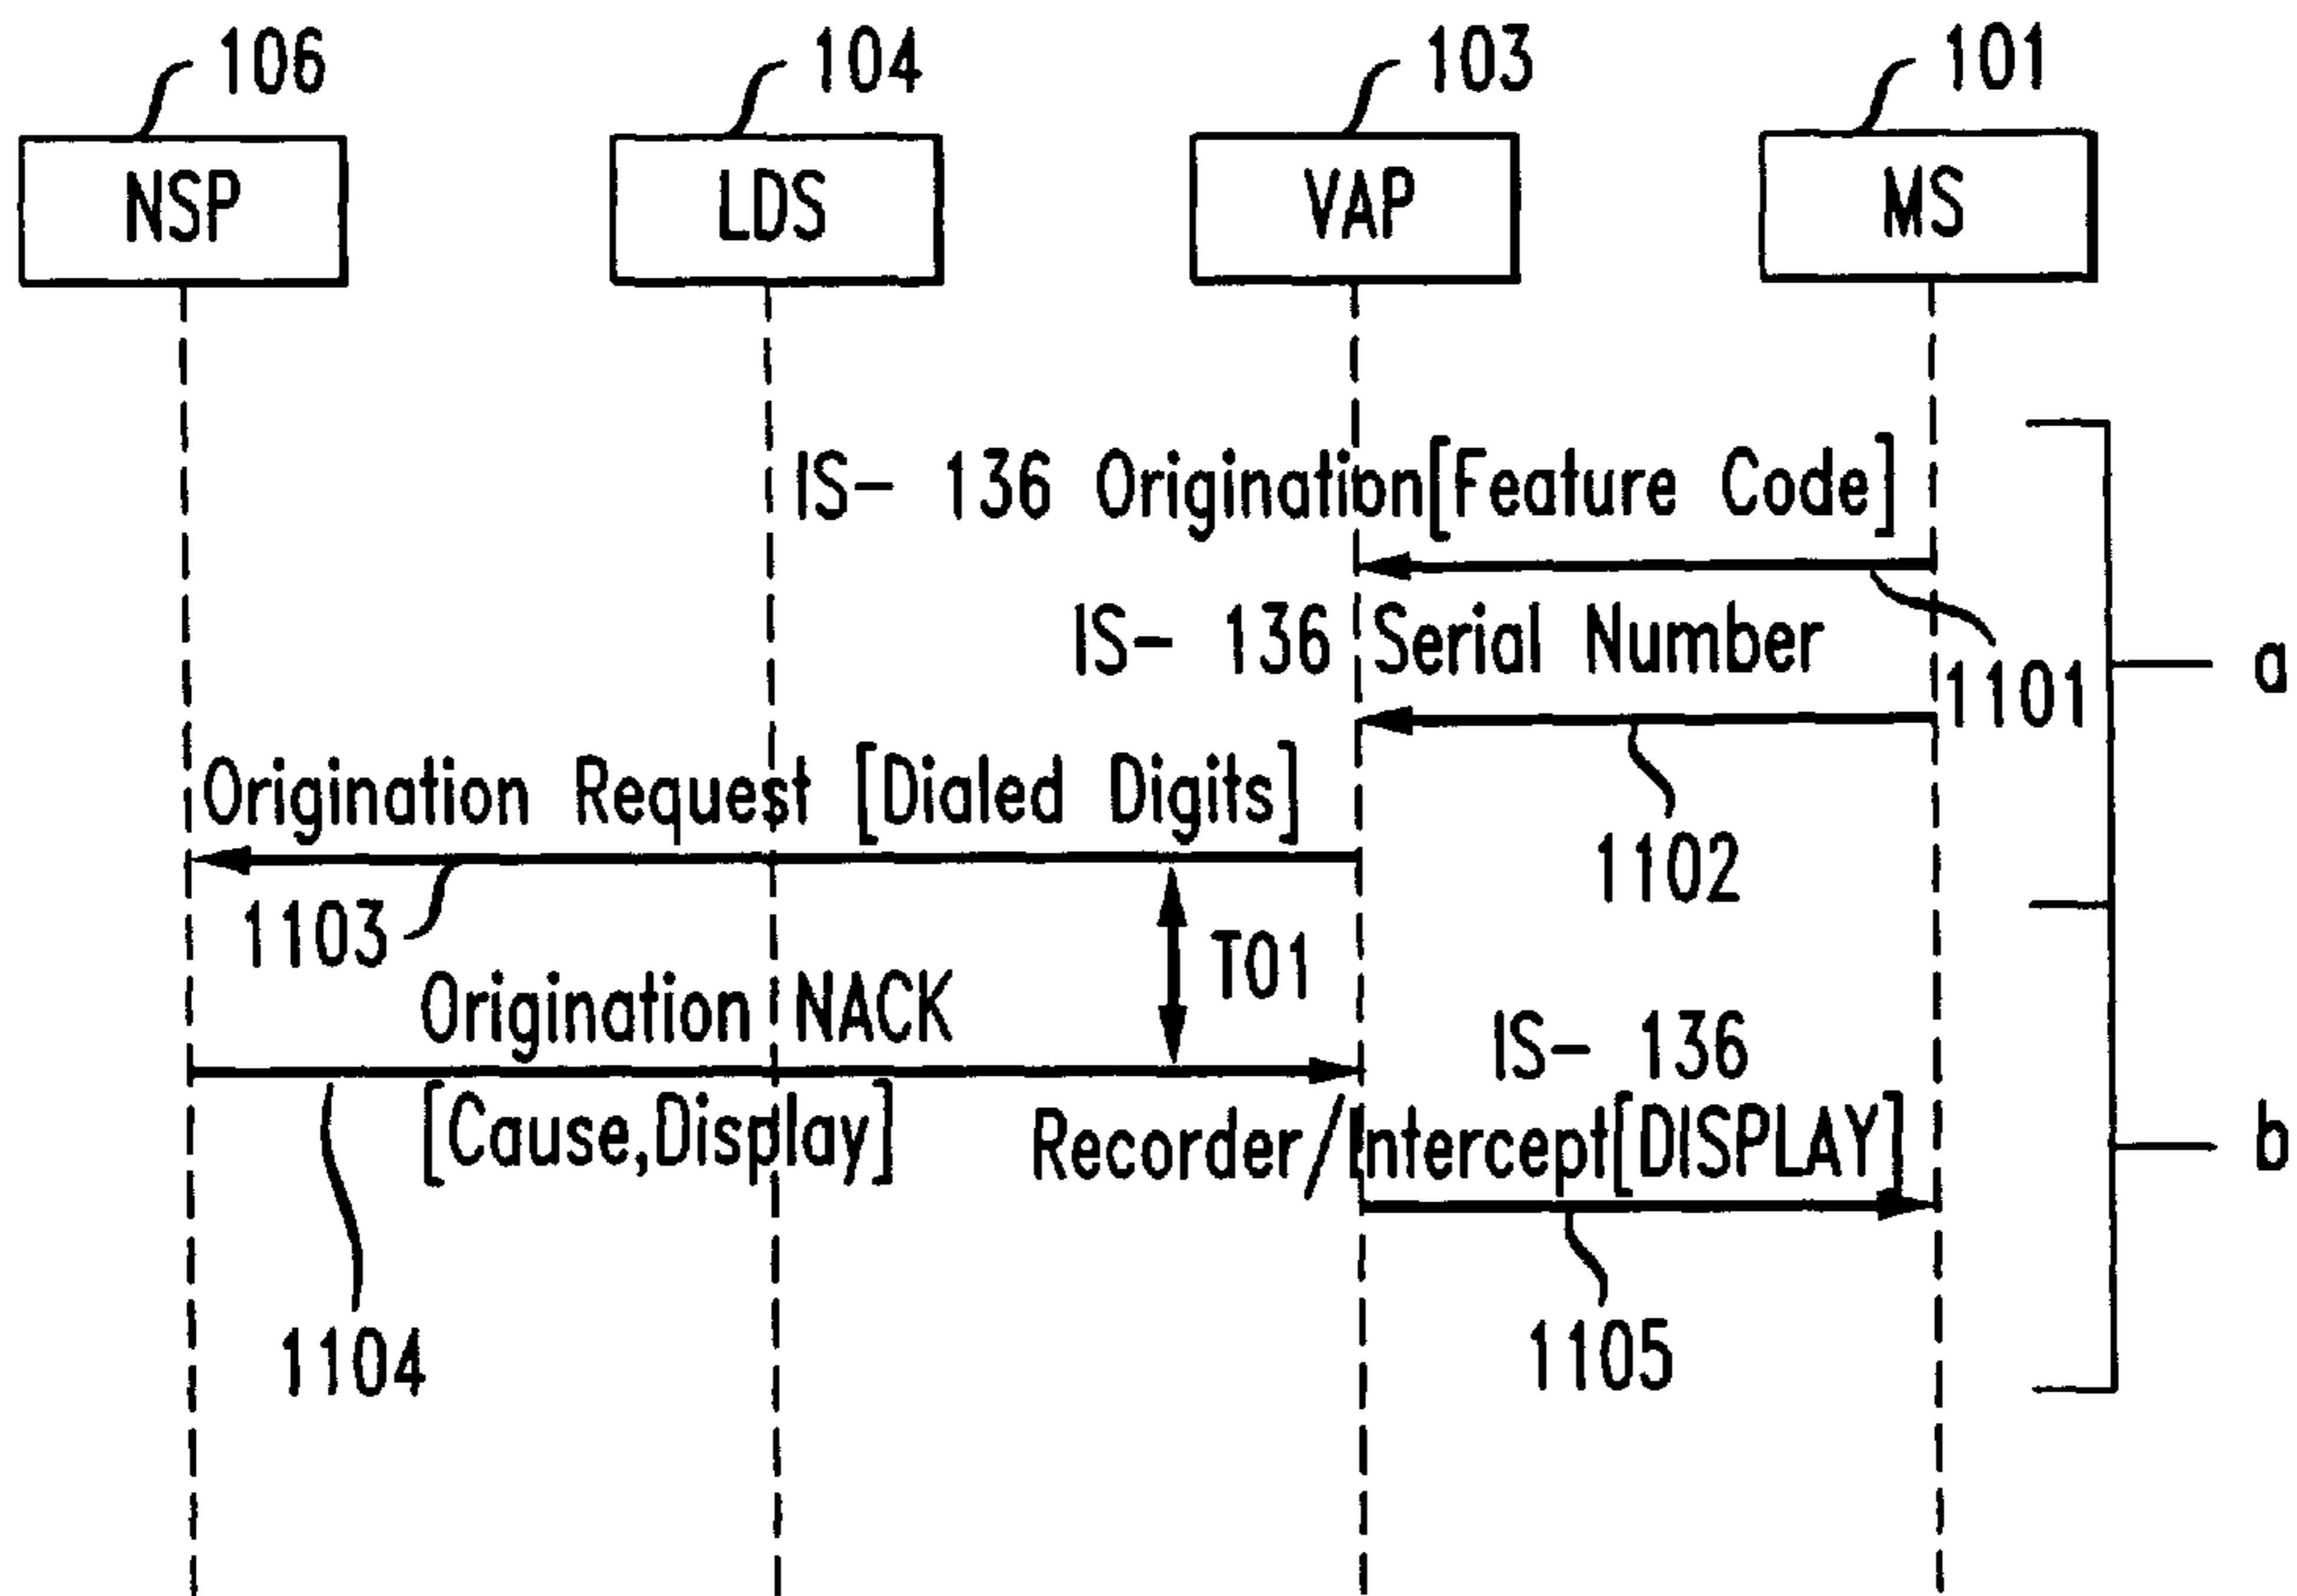 106
104
103
101
NSP
LDS
VAP
MS
IS- 136 Origination[Feature Code]
1101
IS- 136 Serial Number
a
1102
Origination Request [Dialed Digits]
1103
T01
Origination NACK
[Cause,Display]
1104
IS- 136
Recorder/Intercept[DISPLAY]
b
1105